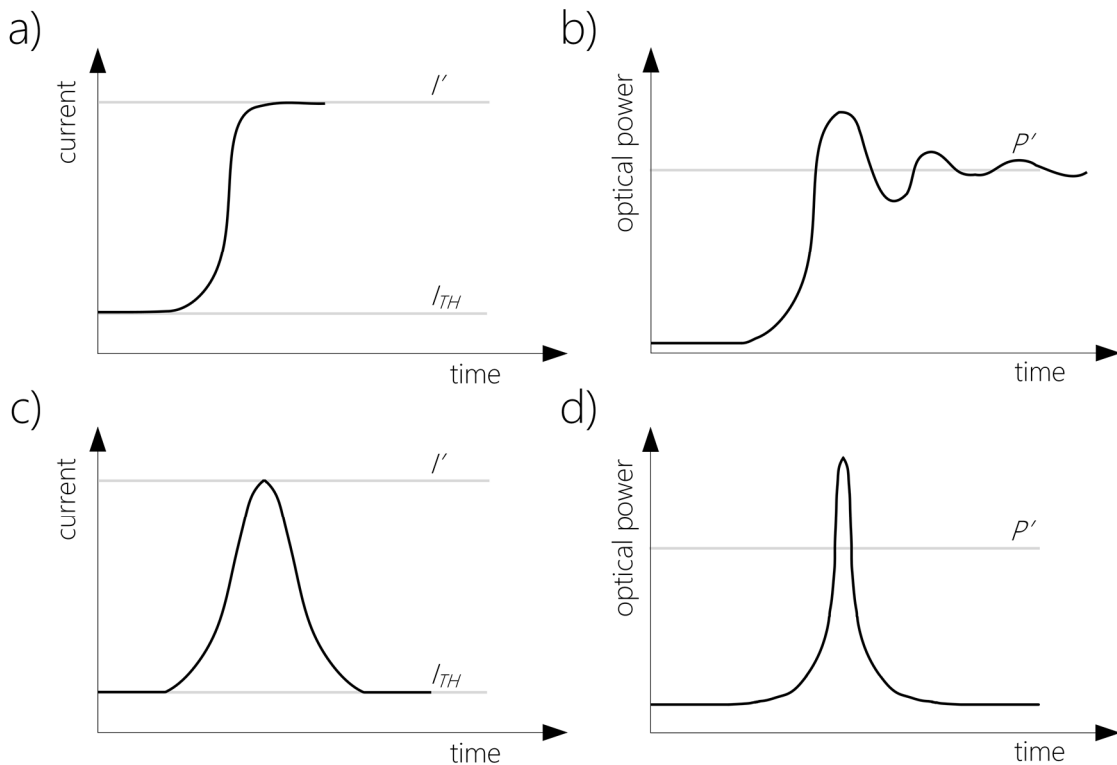 a)
current
I′
I_TH
time
b)
optical power
P′
time
c)
current
I′
I_TH
time
d)
optical power
P′
time